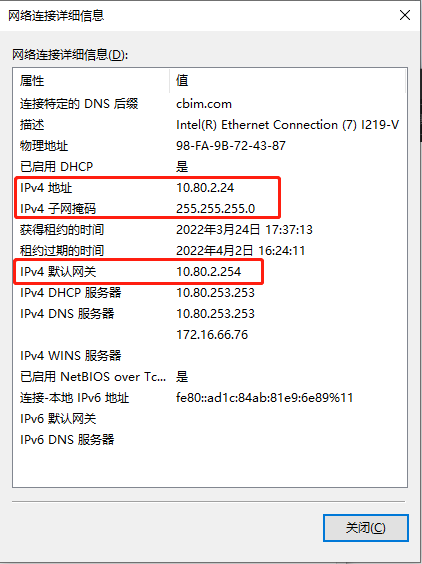 网络连接详细信息
网络连接详细信息(D):
属性 值
连接特定的 DNS 后缀 cbim.com
描述 Intel(R) Ethernet Connection (7) I219-V
物理地址 98-FA-9B-72-43-87
已启用 DHCP 是
IPv4 地址 10.80.2.24
IPv4 子网掩码 255.255.255.0
获得租约的时间 2022年3月24日 17:37:13
租约过期的时间 2022年4月2日 16:24:11
IPv4 默认网关 10.80.2.254
IPv4 DHCP 服务器 10.80.253.253
IPv4 DNS 服务器 10.80.253.253
172.16.66.76
IPv4 WINS 服务器
已启用 NetBIOS over Tc... 是
连接-本地 IPv6 地址 fe80::ad1c:84ab:81e9:6e89%11
IPv6 默认网关
IPv6 DNS 服务器
关闭(C)